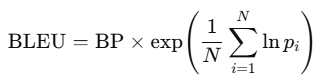 BLEU = BP × exp( 1/N ∑_{i=1}^{N} ln p_i )